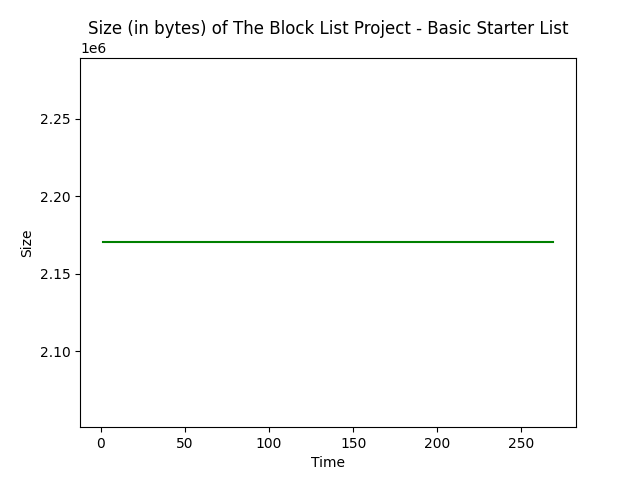 Size (in bytes) of The Block List Project - Basic Starter List
1e6
2.25
2.20
2.15
2.10
Size
0 50 100 150 200 250
Time